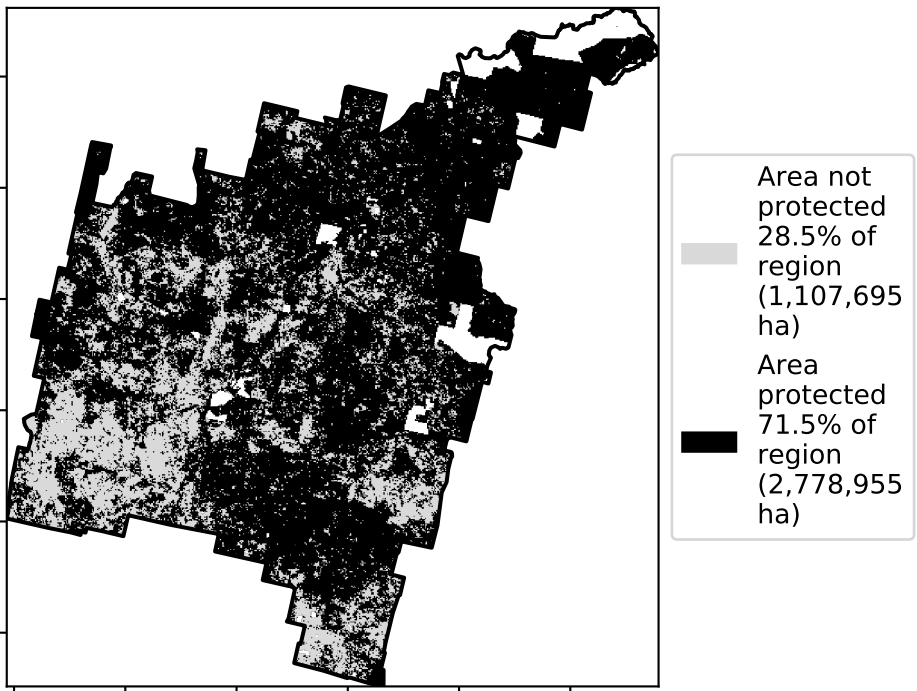 Area not
protected
28.5% of
region
(1,107,695
ha)
Area
protected
71.5% of
region
(2,778,955
ha)